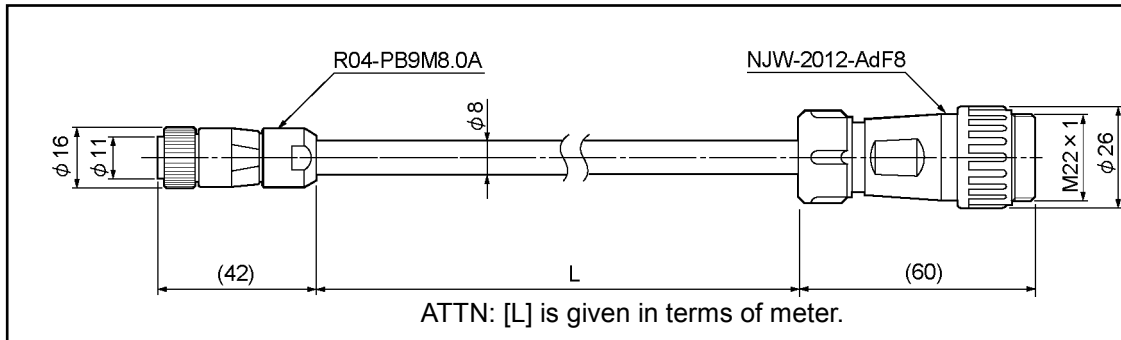 R04-PB9M8.0A
NJW-2012-AdF8
φ16
φ11
φ8
M22×1
φ26
(42)
L
(60)
ATTN: [L] is given in terms of meter.